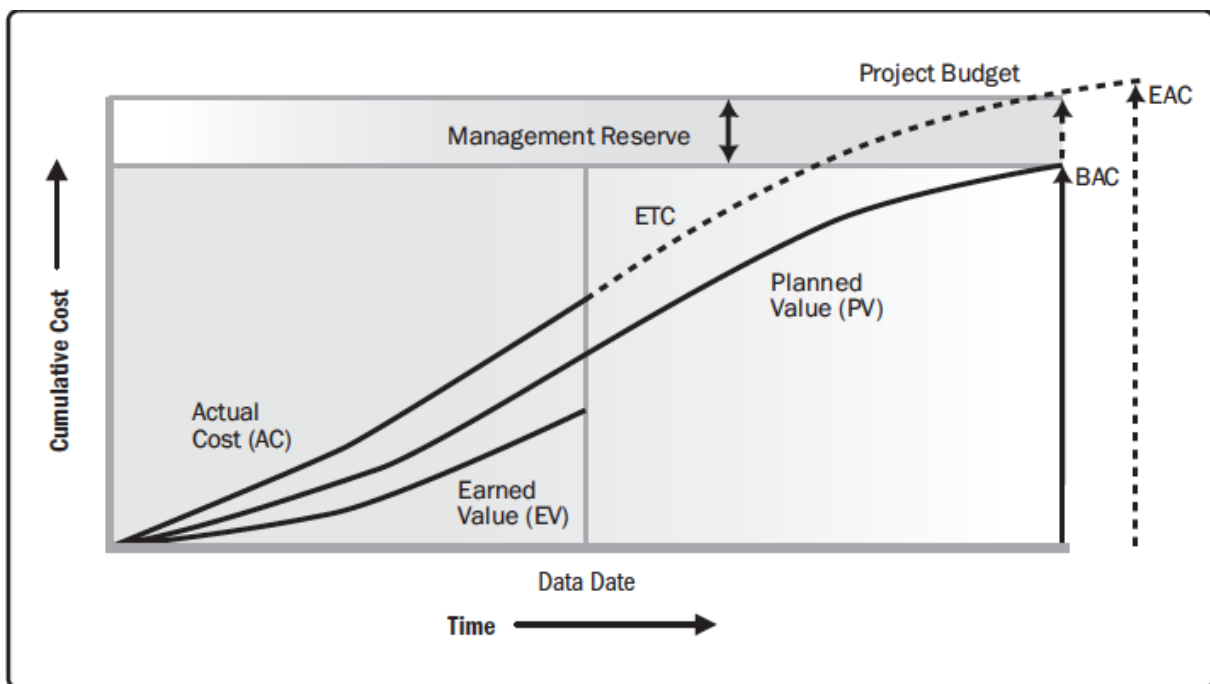 Project Budget
EAC
Management Reserve
BAC
ETC
Planned
Value (PV)
Cumulative Cost
Actual
Cost (AC)
Earned
Value (EV)
Data Date
Time